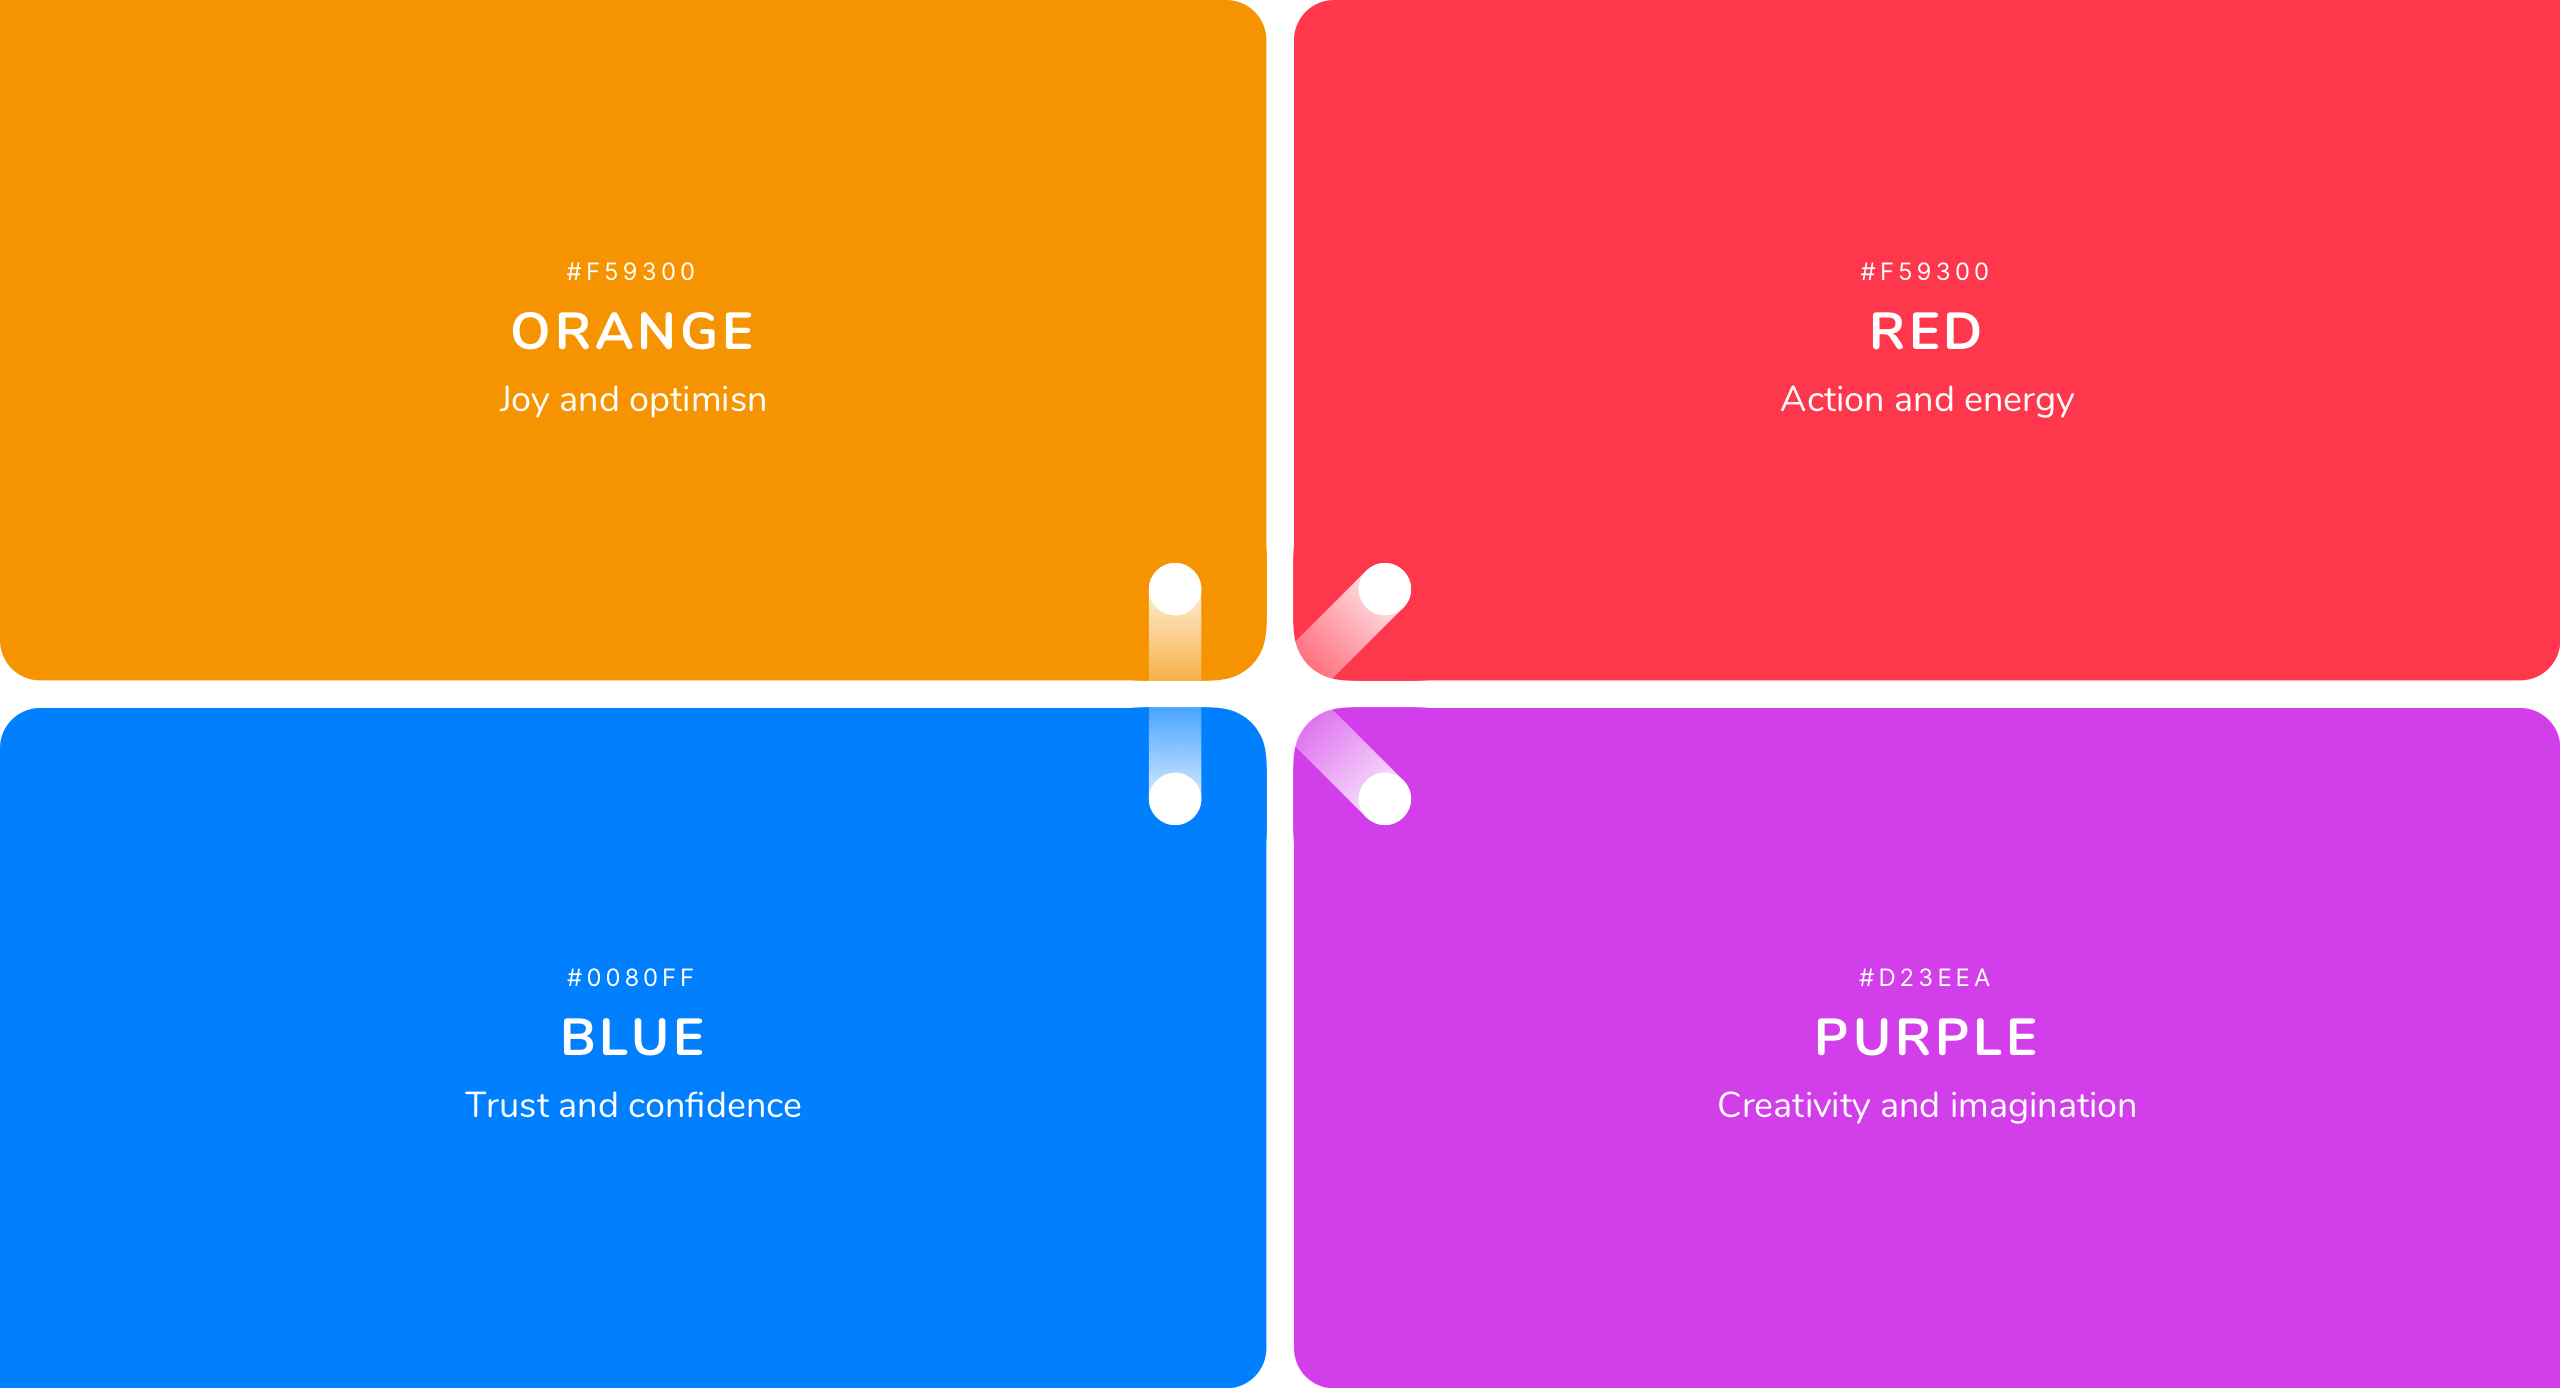 #F59300
ORANGE
Joy and optimisn
#F59300
RED
Action and energy
#0080FF
BLUE
Trust and confidence
#D23EEA
PURPLE
Creativity and imagination